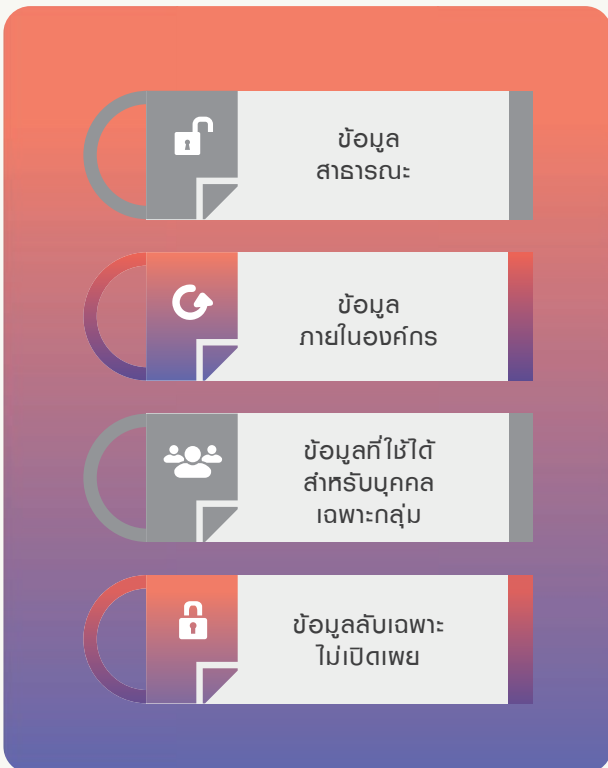 ข้อมูล
สาธารณะ
ข้อมูล
ภายในองค์กร
ข้อมูลที่ใช้ได้
สำหรับบุคคล
เฉพาะกลุ่ม
ข้อมูลลับเฉพาะ
ไม่เปิดเผย